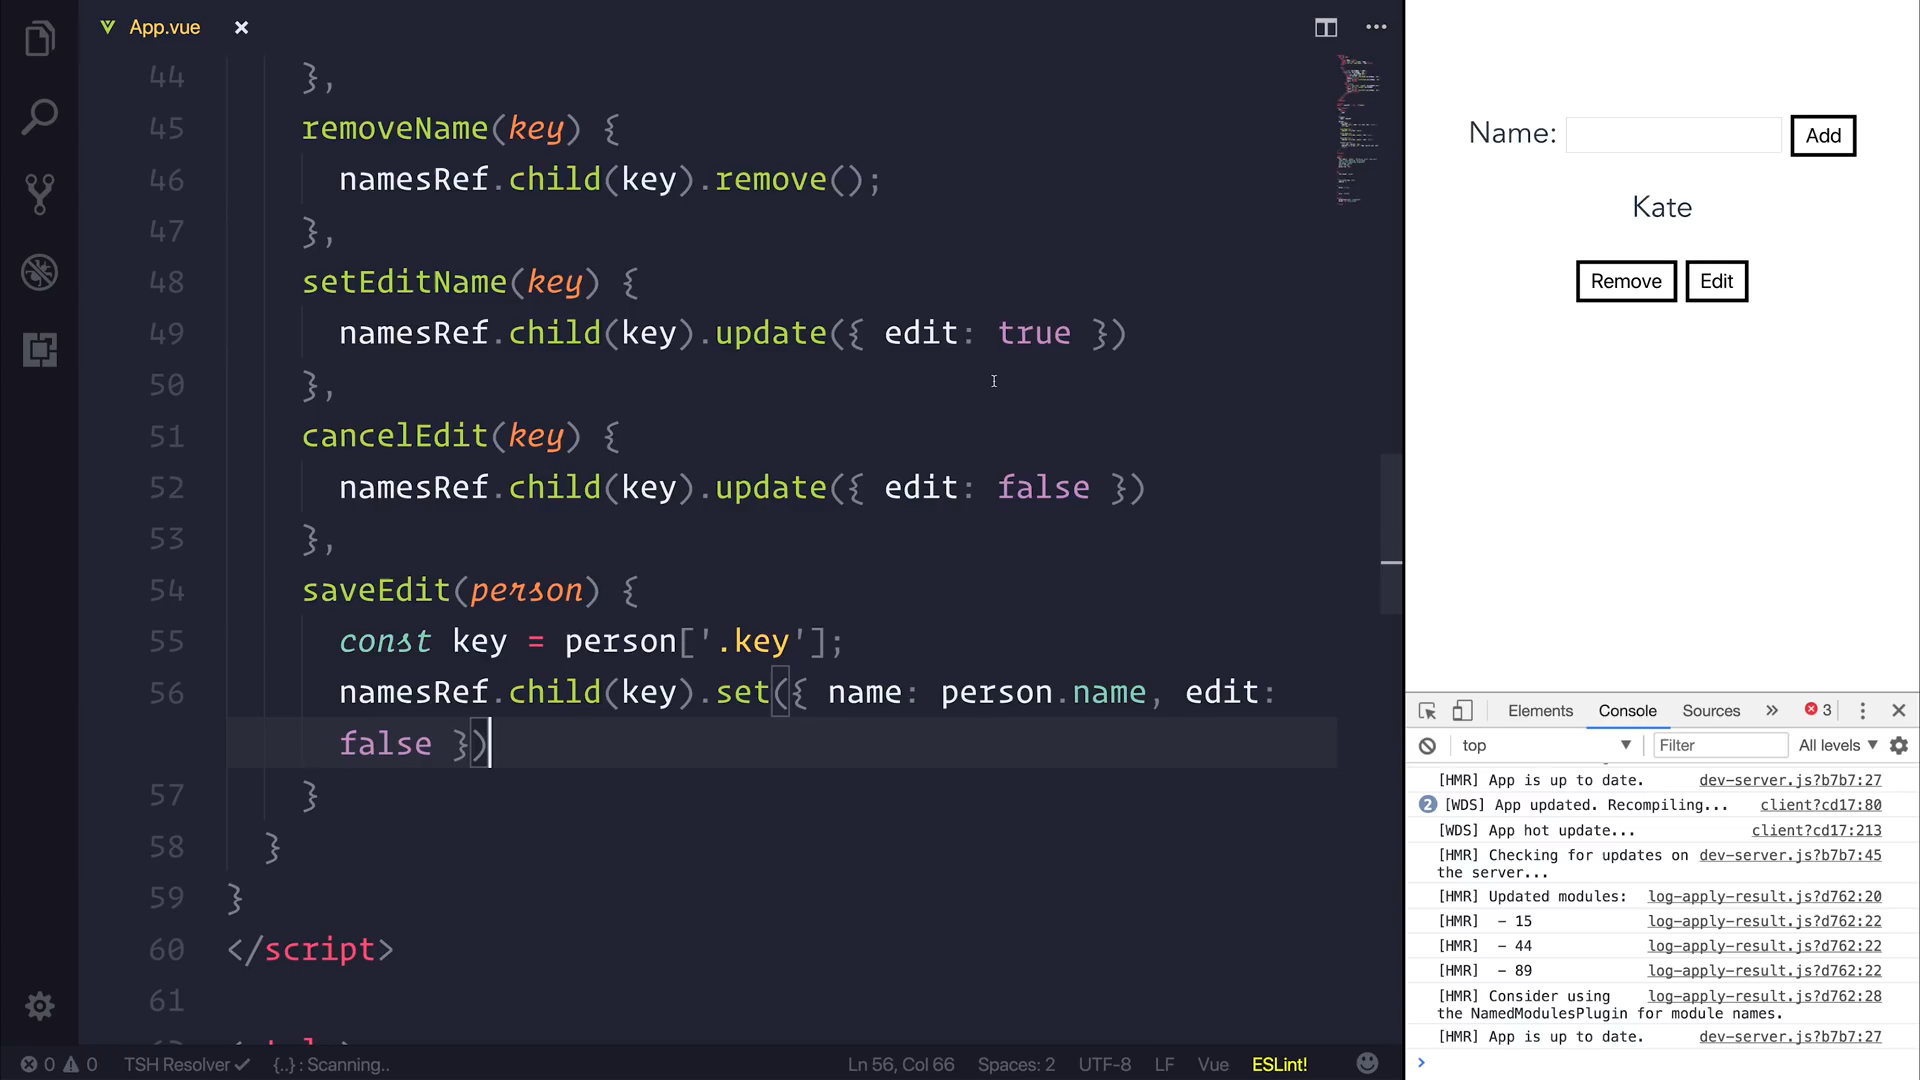 App.vue
44 },
45 removeName(key) {
46 namesRef.child(key).remove();
47 },
48 setEditName(key) {
49 namesRef.child(key).update({ edit: true })
50 },
51 cancelEdit(key) {
52 namesRef.child(key).update({ edit: false })
53 },
54 saveEdit(person) {
55 const key = person['.key'];
56 namesRef.child(key).set({ name: person.name, edit:
false })
57 }
58 }
59 }
60 </script>
61
0 0 TSH Resolver {..} : Scanning..
Ln 56, Col 66 Spaces: 2 UTF-8 LF Vue ESLint!
Name: Add
Kate
Remove Edit
Elements Console Sources » 3
top Filter All levels
[HMR] App is up to date. dev-server.js?b7b7:27
2 [WDS] App updated. Recompiling... client?cd17:80
[WDS] App hot update... client?cd17:213
[HMR] Checking for updates on dev-server.js?b7b7:45
the server...
[HMR] Updated modules: log-apply-result.js?d762:20
[HMR] - 15 log-apply-result.js?d762:22
[HMR] - 44 log-apply-result.js?d762:22
[HMR] - 89 log-apply-result.js?d762:22
[HMR] Consider using log-apply-result.js?d762:28
the NamedModulesPlugin for module names.
[HMR] App is up to date. dev-server.js?b7b7:27